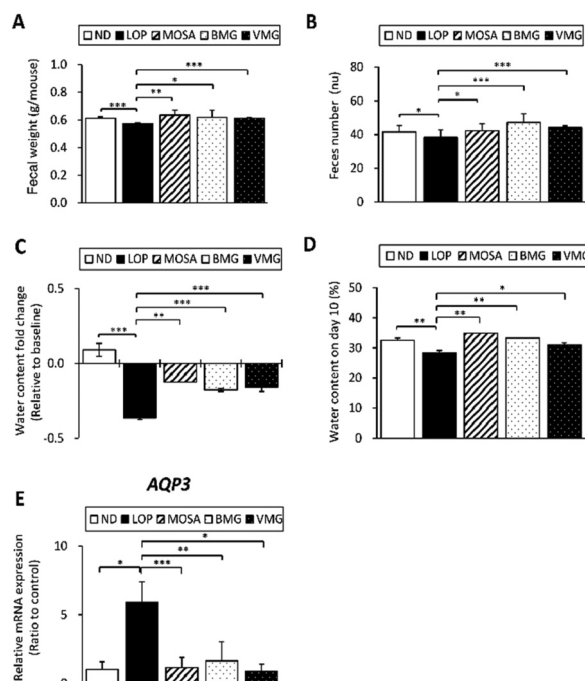 A
ND LOP MOSA BMG VMG
Fecal weight (g/mouse)
1.0
0.8
0.6
0.4
0.2
0.0
***
**
*
***
B
ND LOP MOSA BMG VMG
Feces number (nu)
80
60
40
20
0
*
*
***
***
C
ND LOP MOSA BMG VMG
Water content fold change
(Relative to baseline)
0.5
0.0
-0.5
***
**
***
***
D
ND LOP MOSA BMG VMG
Water content on day 10 (%)
50
40
30
20
10
0
**
**
**
*
E
AQP3
ND LOP MOSA BMG VMG
Relative mRNA expression
(Ratio to control)
10
5
0
*
***
**
*